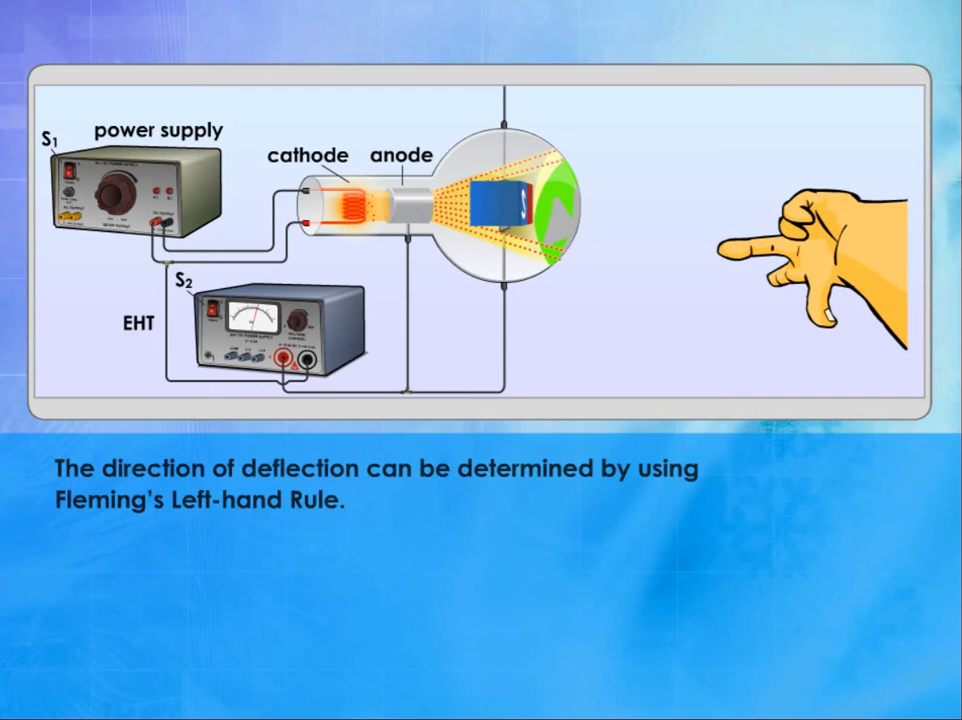 S1
power supply
cathode anode
S
S2
EHT
The direction of deflection can be determined by using
Fleming's Left-hand Rule.